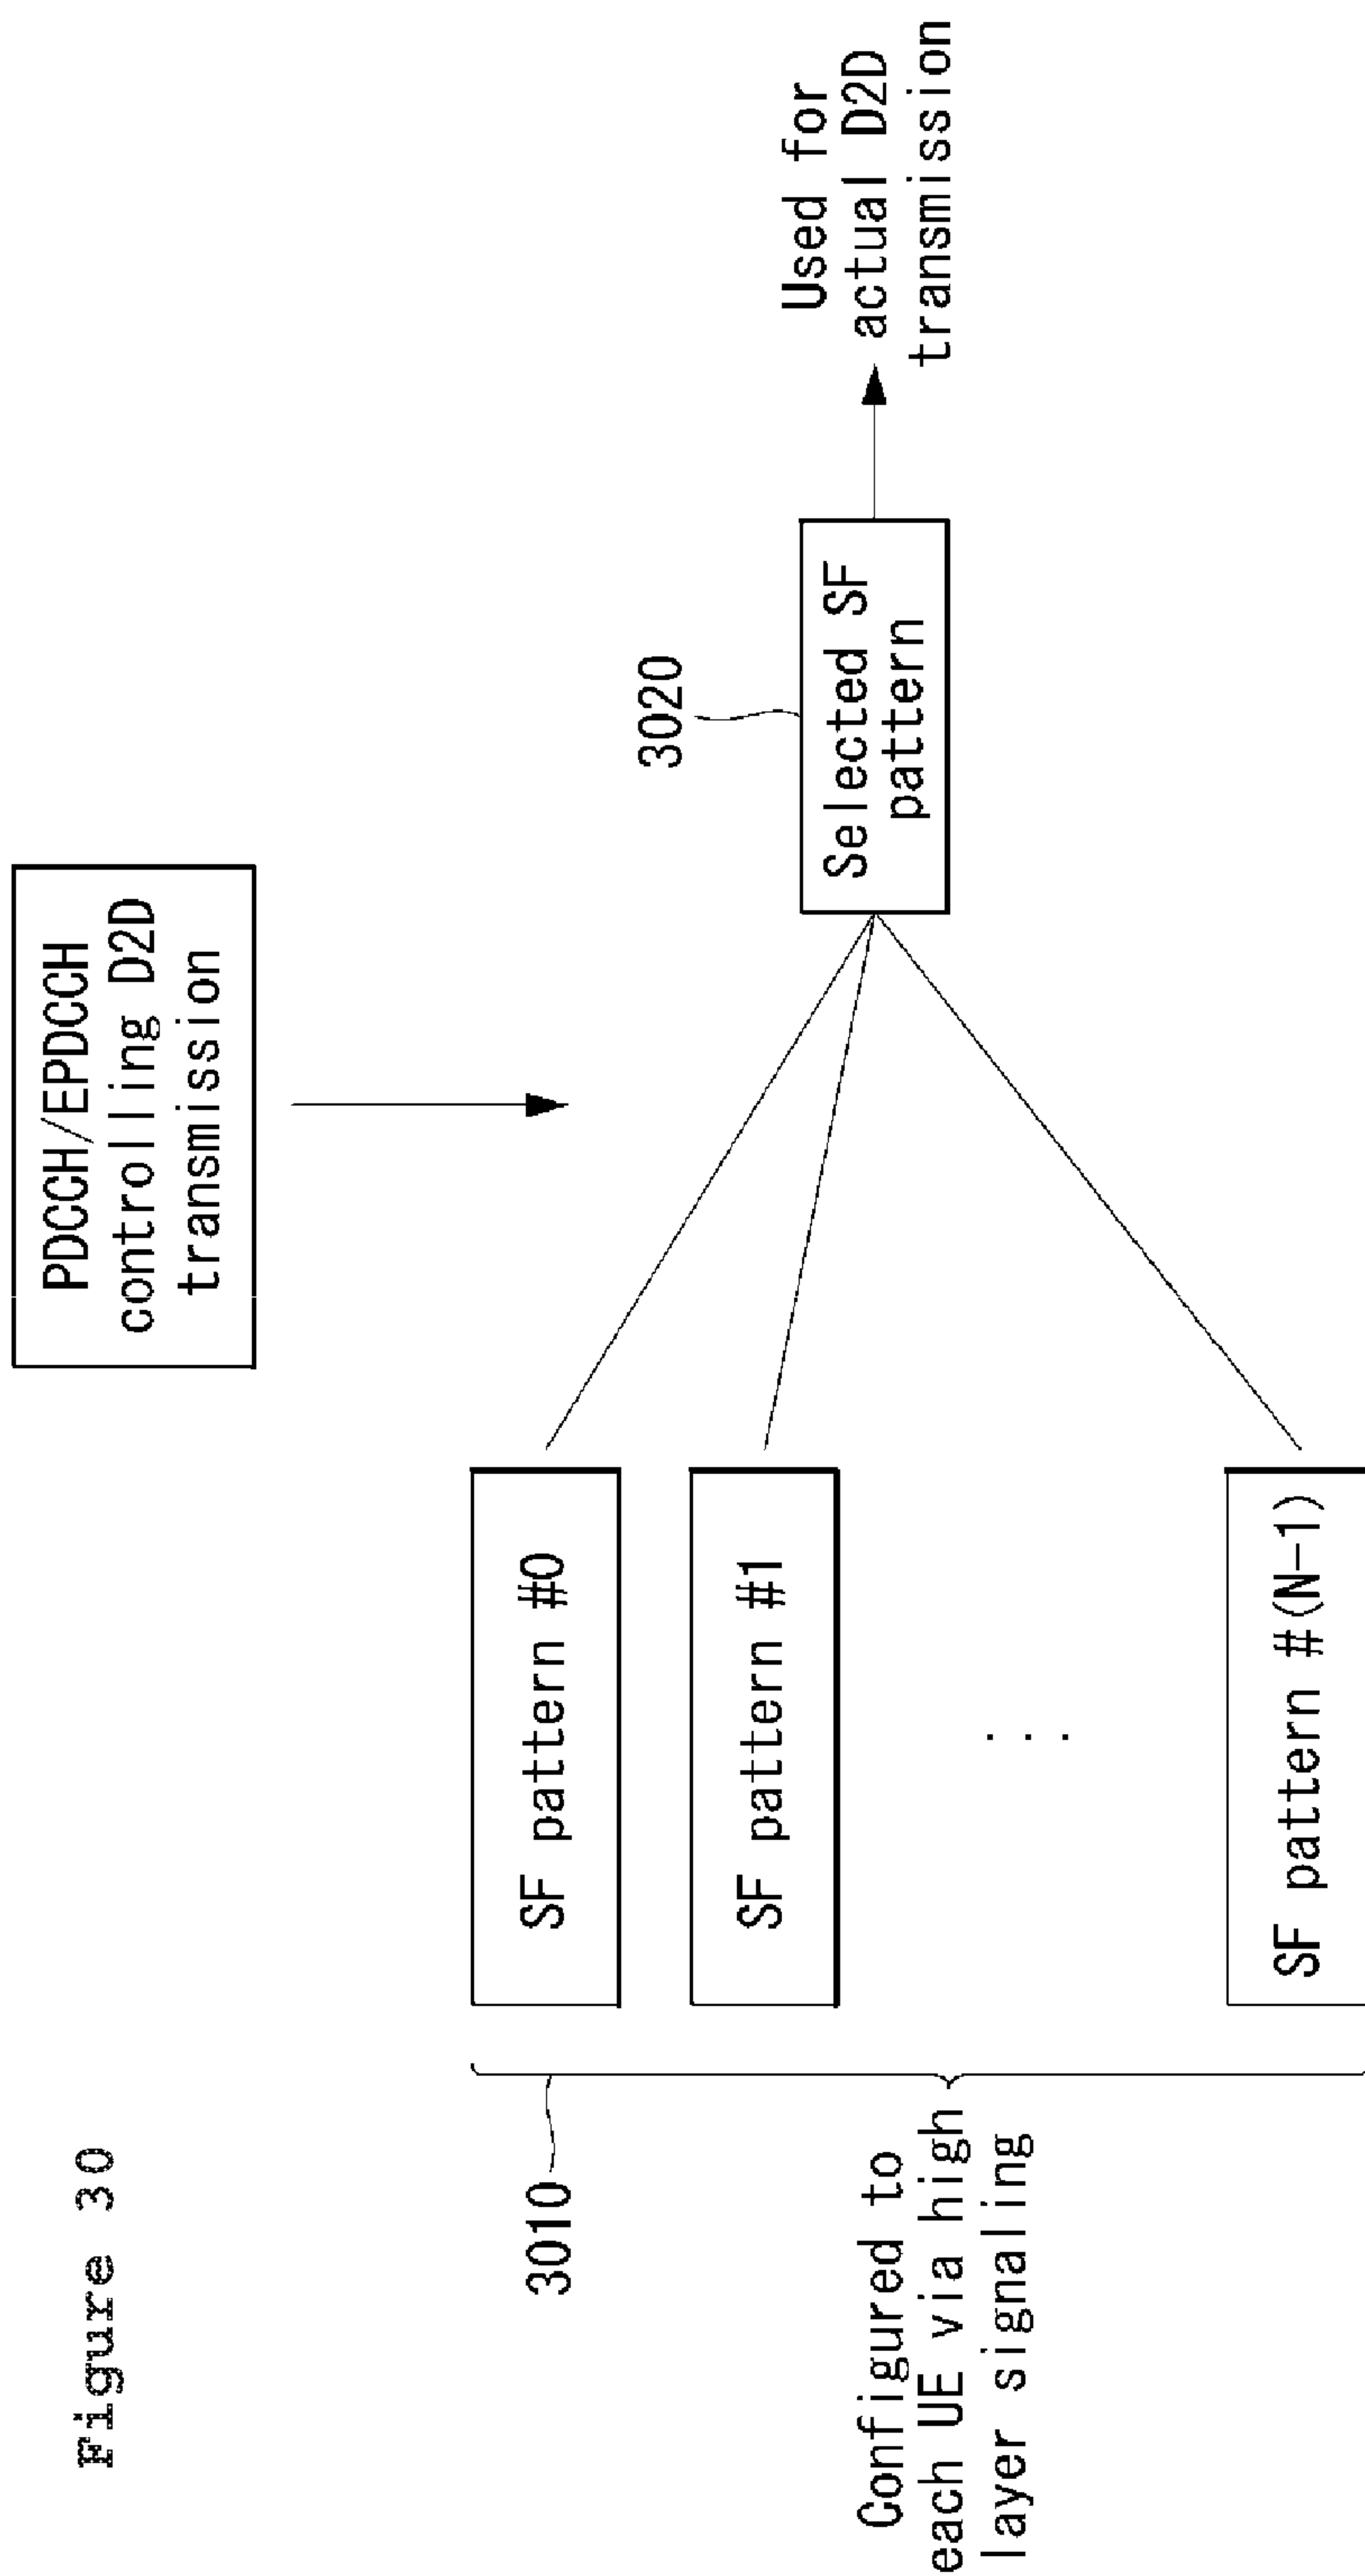 Figure 30
PDCCH/EPDCCH
controlling D2D
transmission
3010
Configured to
each UE via high
layer signaling
SF pattern #0
SF pattern #1
. . .
SF pattern #(N-1)
3020
Selected SF
pattern
Used for
actual D2D
transmission